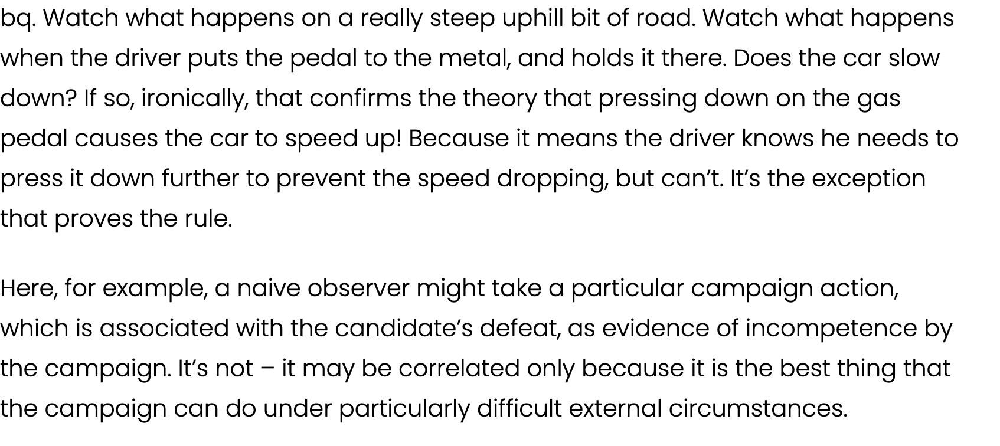 bq. Watch what happens on a really steep uphill bit of road. Watch what happens
when the driver puts the pedal to the metal, and holds it there. Does the car slow
down? If so, ironically, that confirms the theory that pressing down on the gas
pedal causes the car to speed up! Because it means the driver knows he needs to
press it down further to prevent the speed dropping, but can’t. It’s the exception
that proves the rule.
Here, for example, a naive observer might take a particular campaign action,
which is associated with the candidate’s defeat, as evidence of incompetence by
the campaign. It’s not – it may be correlated only because it is the best thing that
the campaign can do under particularly difficult external circumstances.